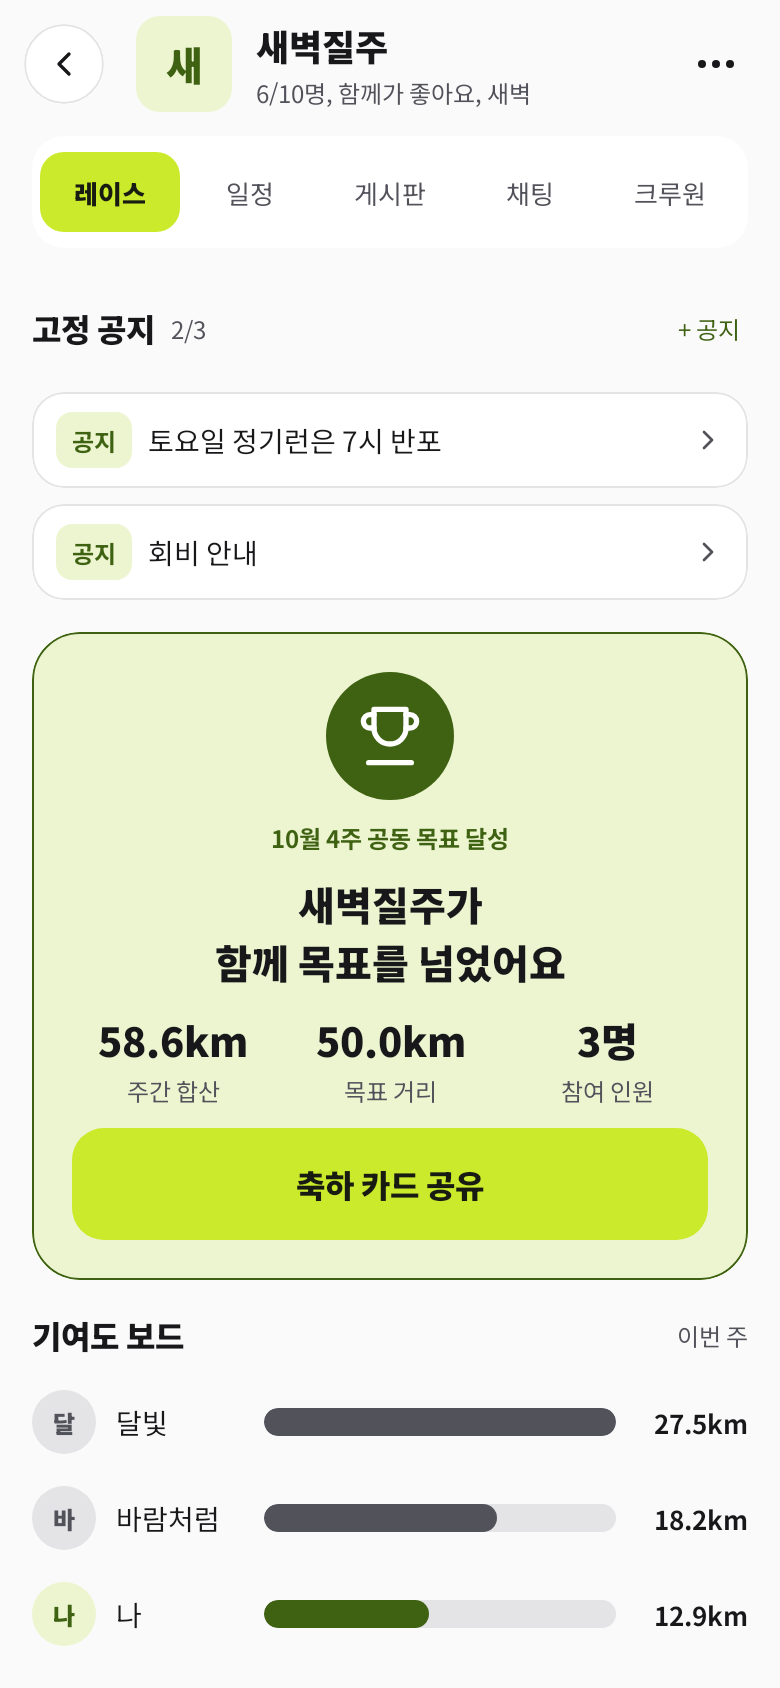 새
새벽질주
6/10명, 함께가 좋아요, 새벽
레이스
일정
게시판
채팅
크루원
고정 공지 2/3
+ 공지
공지 토요일 정기런은 7시 반포
공지 회비 안내
10월 4주 공동 목표 달성
새벽질주가
함께 목표를 넘었어요
58.6km
주간 합산
50.0km
목표 거리
3명
참여 인원
축하 카드 공유
기여도 보드
이번 주
달 달빛 27.5km
바 바람처럼 18.2km
나 나 12.9km